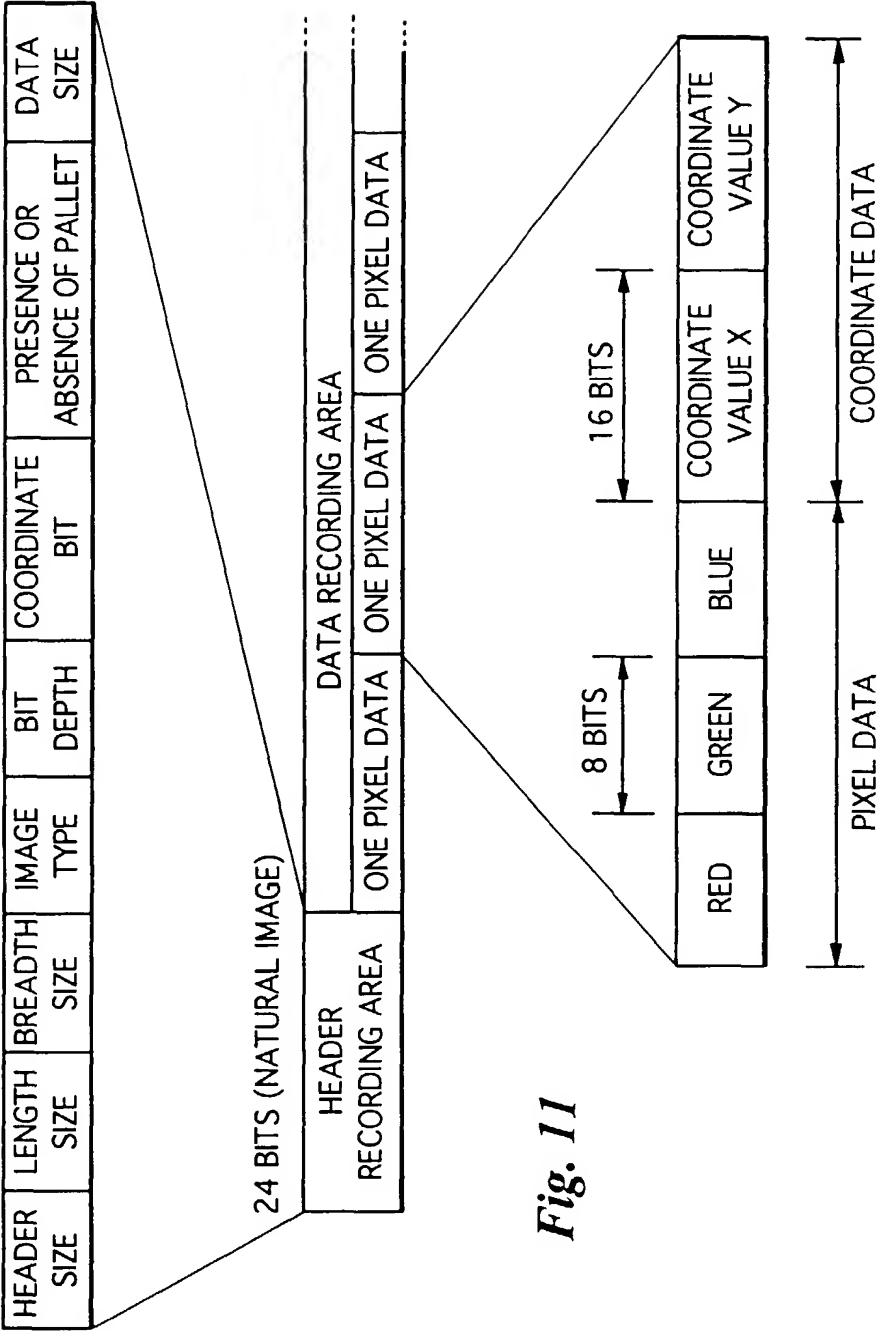 HEADER
SIZE
LENGTH
SIZE
BREADTH
SIZE
IMAGE
TYPE
BIT
DEPTH
COORDINATE
BIT
PRESENCE OR
ABSENCE OF PALLET
DATA
SIZE
24 BITS (NATURAL IMAGE)
HEADER
RECORDING AREA
DATA RECORDING AREA
ONE PIXEL DATA
ONE PIXEL DATA
ONE PIXEL DATA
8 BITS
16 BITS
RED
GREEN
BLUE
COORDINATE
VALUE X
COORDINATE
VALUE Y
PIXEL DATA
COORDINATE DATA
Fig. 11